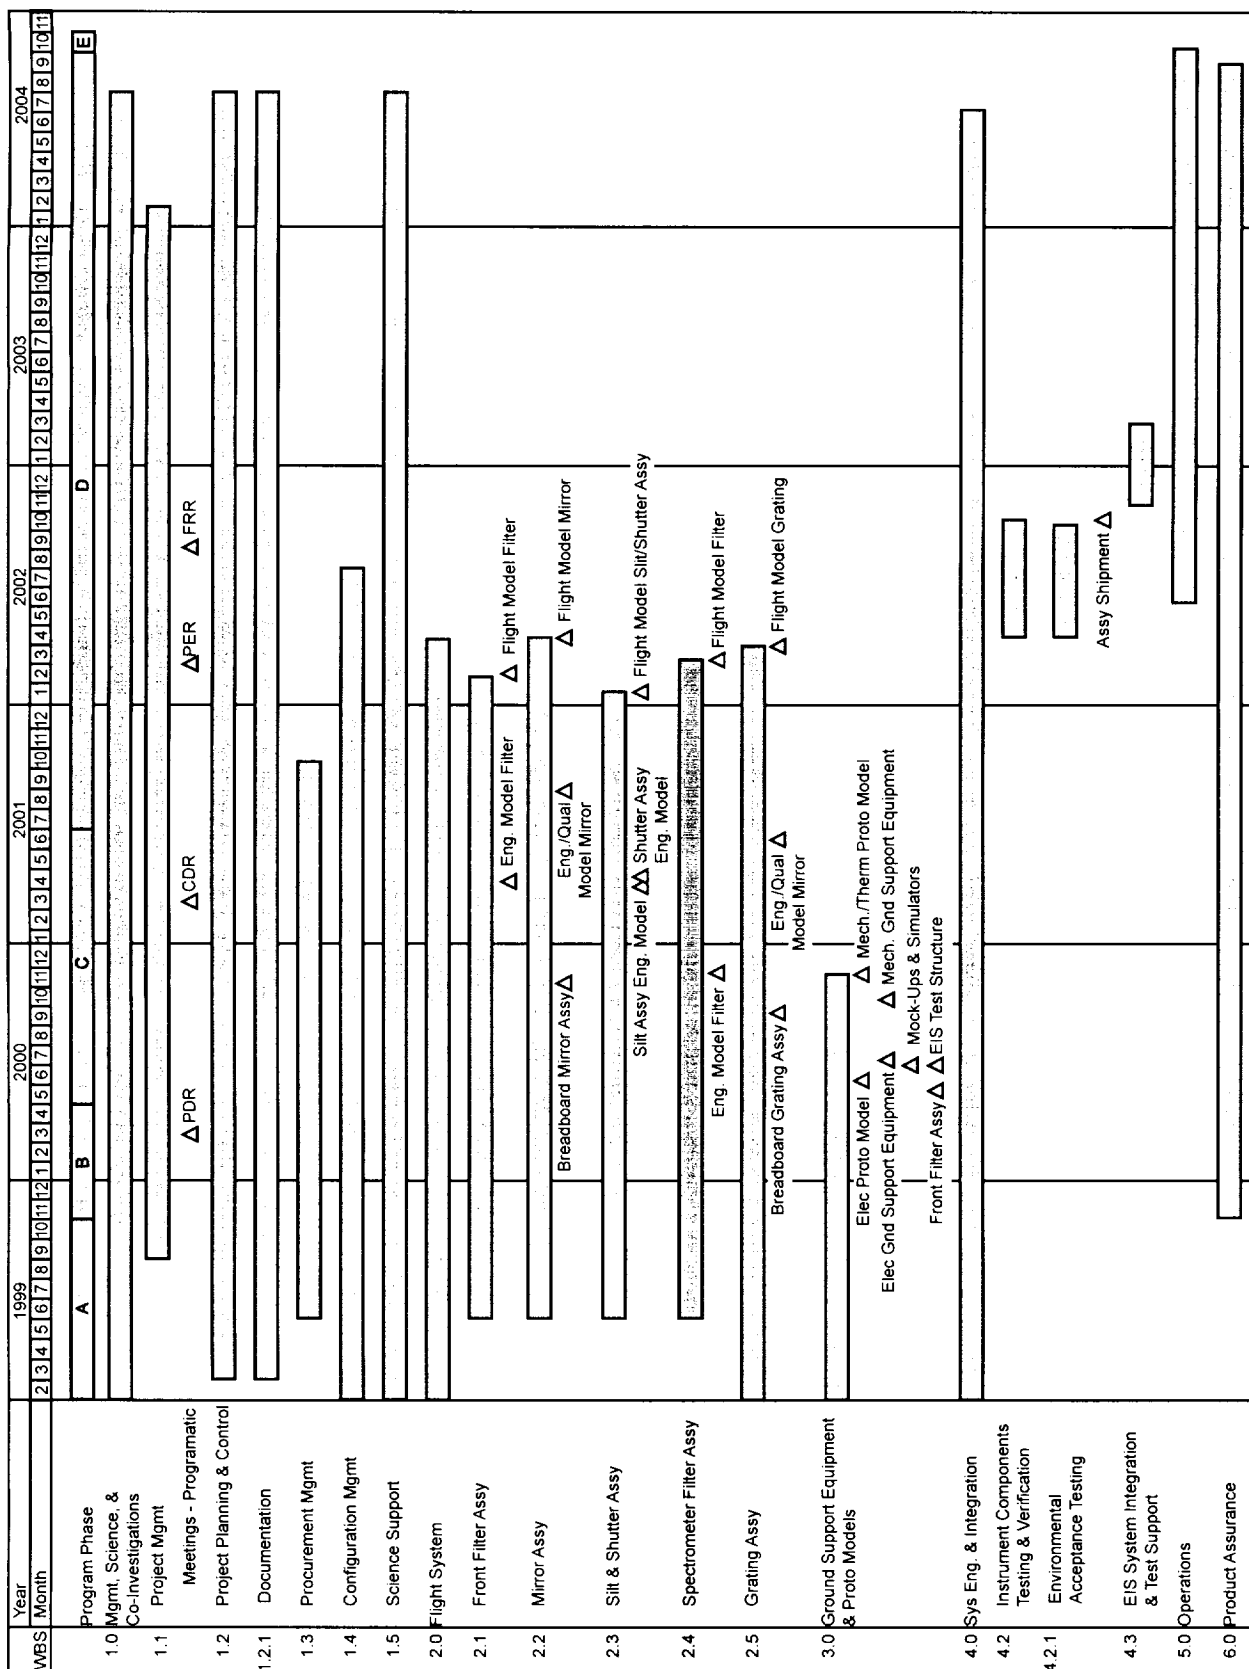 WBS
Year 1999 2000 2001 2002 2003 2004
Month 2 3 4 5 6 7 8 9 10 11 12 1 2 3 4 5 6 7 8 9 10 11 12 1 2 3 4 5 6 7 8 9 10 11 12 1 2 3 4 5 6 7 8 9 10 11 12 1 2 3 4 5 6 7 8 9 10 11 12 1 2 3 4 5 6 7 8 9 10 11
Program Phase A B C D E
1.0 Mgmt, Science, &
Co-Investigations
1.1 Project Mgmt
Meetings - Programatic
△PDR △CDR △PER △FRR
1.2 Project Planning & Control
1.2.1 Documentation
1.3 Procurement Mgmt
1.4 Configuration Mgmt
1.5 Science Support
2.0 Flight System
2.1 Front Filter Assy
△ Eng. Model Filter △ Flight Model Filter
2.2 Mirror Assy
Breadboard Mirror Assy △ Eng./Qual △ △ Flight Model Mirror
Model Mirror
2.3 Silt & Shutter Assy
Silt Assy Eng. Model △ △ Shutter Assy △ Flight Model Slit/Shutter Assy
Eng. Model
2.4 Spectrometer Filter Assy
Eng. Model Filter △ △ Flight Model Filter
2.5 Grating Assy
Breadboard Grating Assy △ Eng./Qual △ △ Flight Model Grating
Model Mirror
3.0 Ground Support Equipment
& Proto Models
Elec Proto Model △ △ Mech./Therm Proto Model
Elec Gnd Support Equipment △ △ Mech. Gnd Support Equipment
△ Mock-Ups & Simulators
Front Filter Assy △ △ EIS Test Structure
4.0 Sys Eng. & Integration
4.2 Instrument Components
Testing & Verification
4.2.1 Environmental
Acceptance Testing
Assy Shipment △
4.3 EIS System Integration
& Test Support
5.0 Operations
6.0 Product Assurance